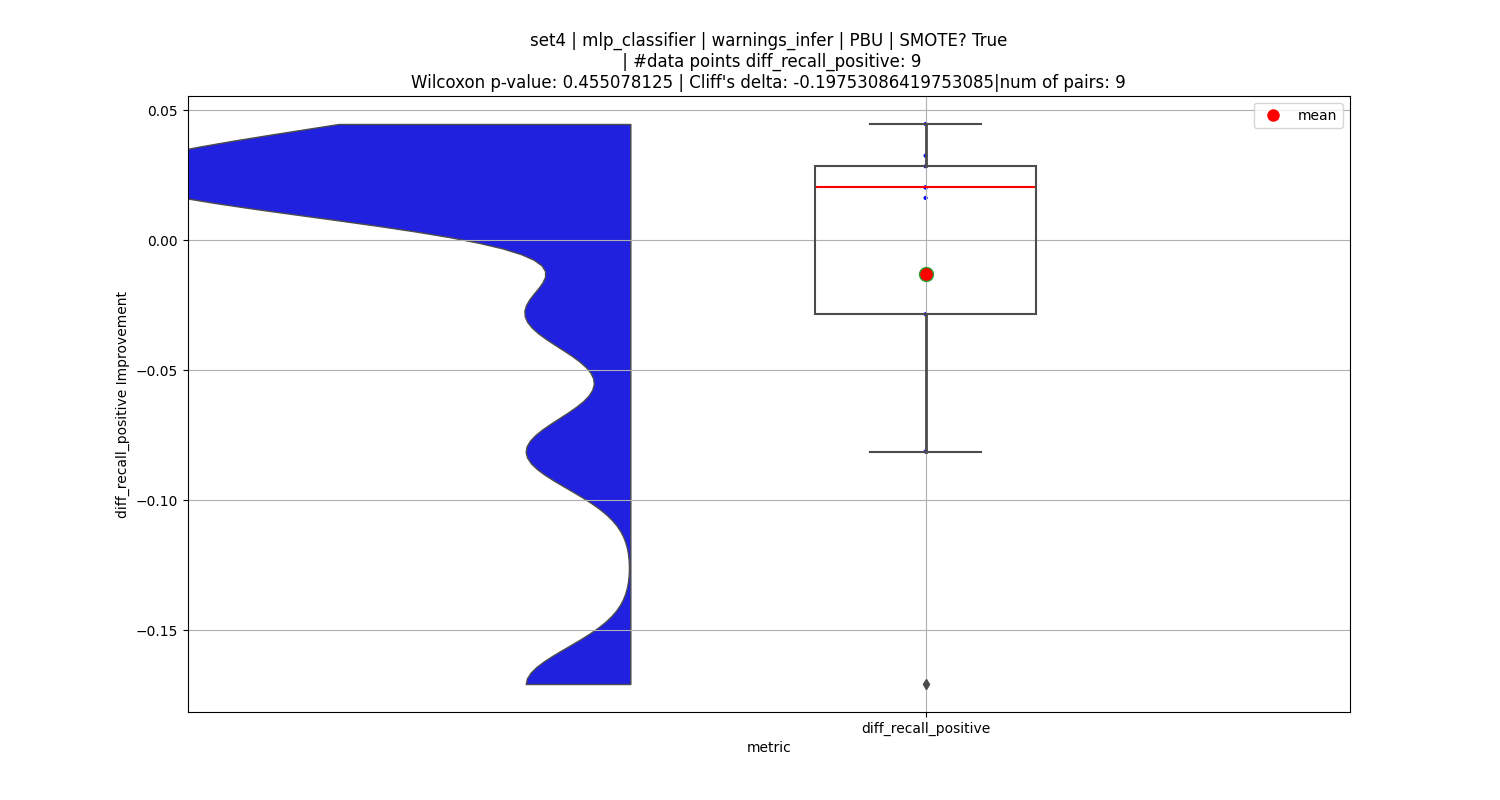 set4 | mlp_classifier | warnings_infer | PBU | SMOTE? True
| #data points diff_recall_positive: 9
Wilcoxon p-value: 0.455078125 | Cliff's delta: -0.19753086419753085|num of pairs: 9
mean
0.05
0.00
−0.05
−0.10
−0.15
diff_recall_positive Improvement
diff_recall_positive
metric